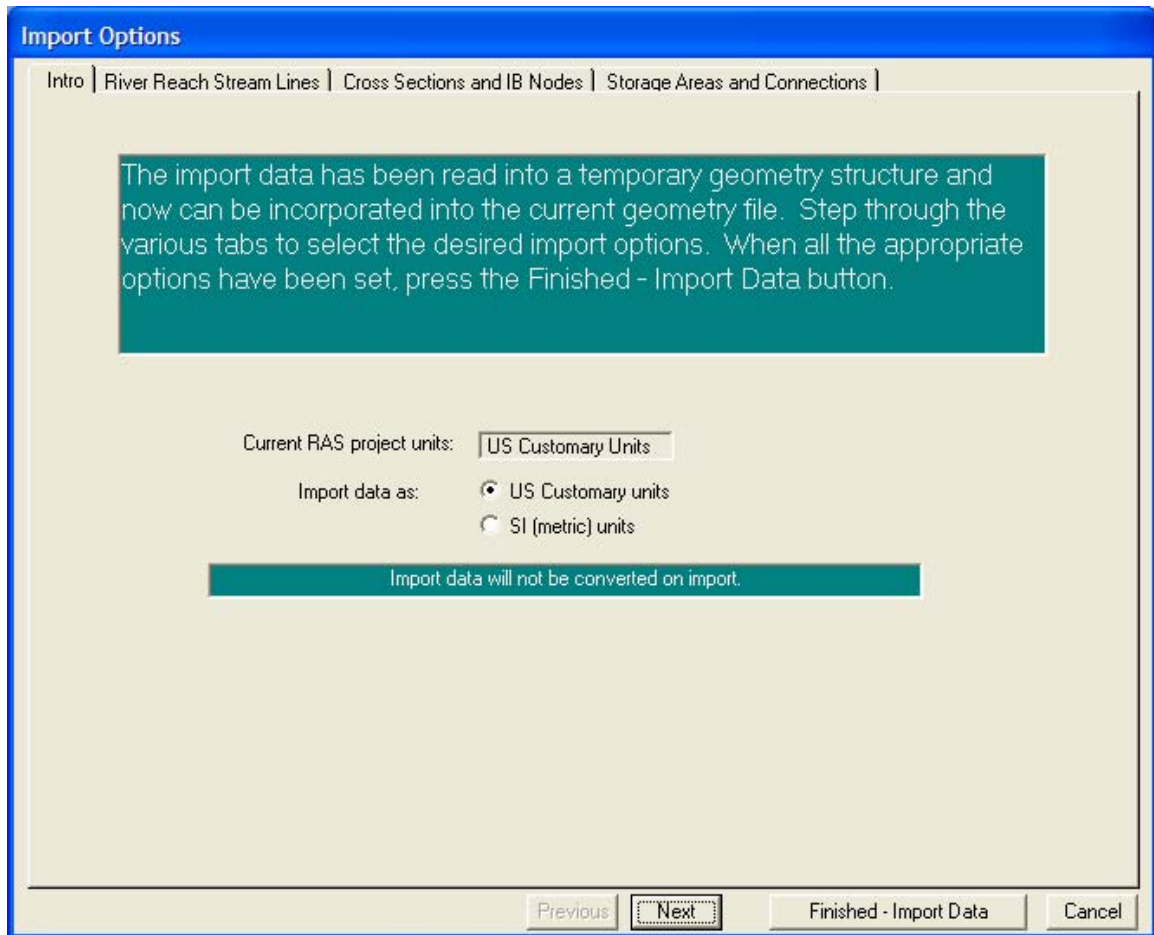 Import Options
Intro River Reach Stream Lines Cross Sections and IB Nodes Storage Areas and Connections
The import data has been read into a temporary geometry structure and
now can be incorporated into the current geometry file.  Step through the
various tabs to select the desired import options.  When all the appropriate
options have been set, press the Finished - Import Data button.
Current RAS project units: US Customary Units
Import data as: US Customary units
SI (metric) units
Import data will not be converted on import.
Previous Next Finished - Import Data Cancel